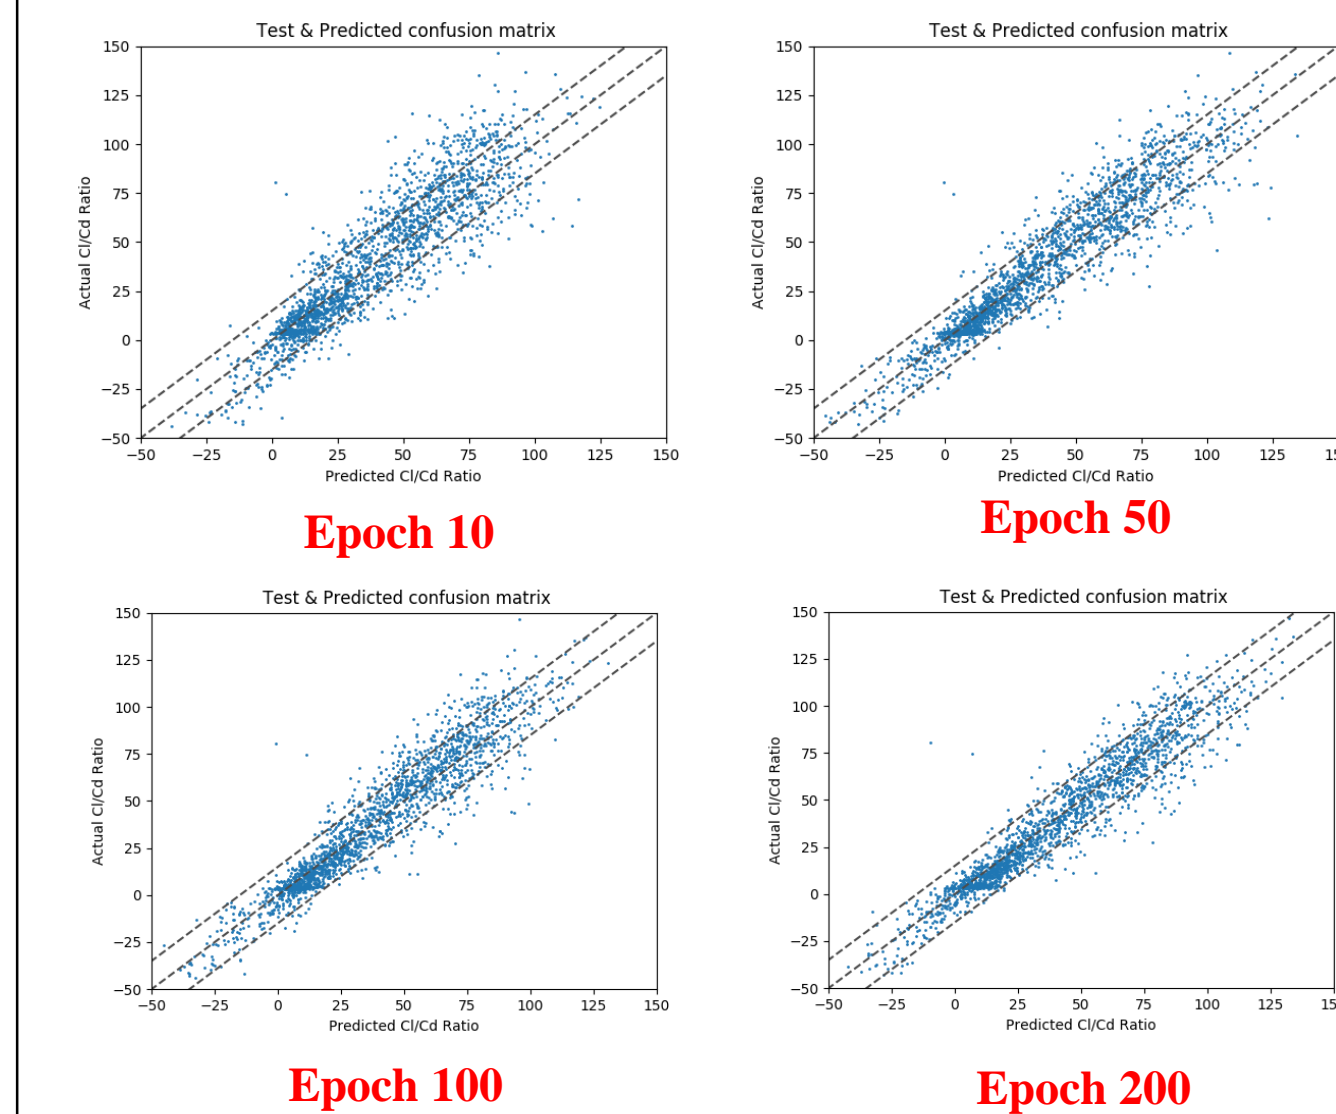 Test & Predicted confusion matrix
150
125
100
75
50
25
0
−25
−50
Actual Cl/Cd Ratio
−50 −25 0 25 50 75 100 125 150
Predicted Cl/Cd Ratio
Epoch 10
Test & Predicted confusion matrix
150
125
100
75
50
25
0
−25
−50
Actual Cl/Cd Ratio
−50 −25 0 25 50 75 100 125
Predicted Cl/Cd Ratio
Epoch 50
Test & Predicted confusion matrix
150
125
100
75
50
25
0
−25
−50
Actual Cl/Cd Ratio
−50 −25 0 25 50 75 100 125 150
Predicted Cl/Cd Ratio
Epoch 100
Test & Predicted confusion matrix
150
125
100
75
50
25
0
−25
−50
Actual Cl/Cd Ratio
−50 −25 0 25 50 75 100 125
Predicted Cl/Cd Ratio
Epoch 200